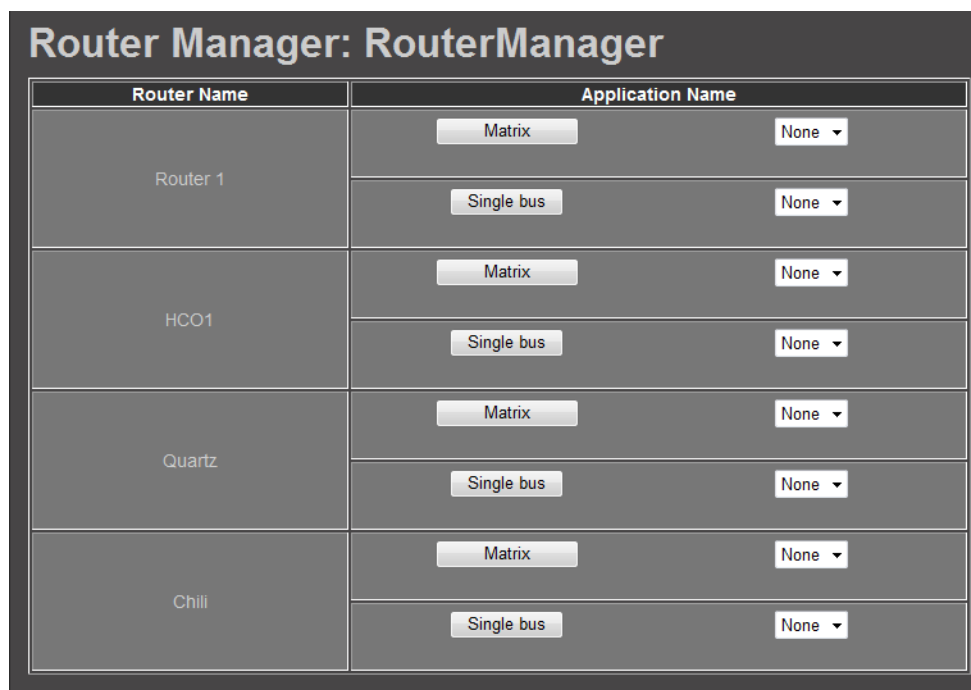 Router Manager: RouterManager
Router Name Application Name
Router 1
Matrix None
Single bus None
HCO1
Matrix None
Single bus None
Quartz
Matrix None
Single bus None
Chili
Matrix None
Single bus None